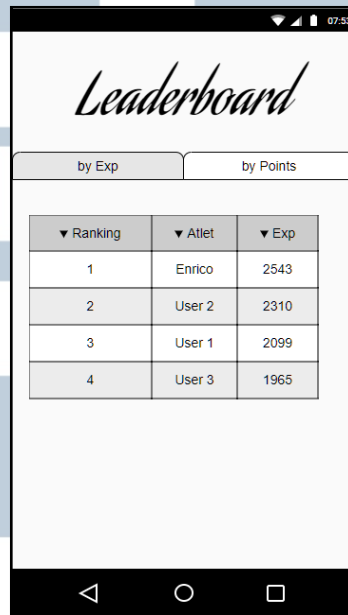 07:53
Leaderboard
by Exp by Points
▼ Ranking ▼ Atlet ▼ Exp
1 Enrico 2543
2 User 2 2310
3 User 1 2099
4 User 3 1965